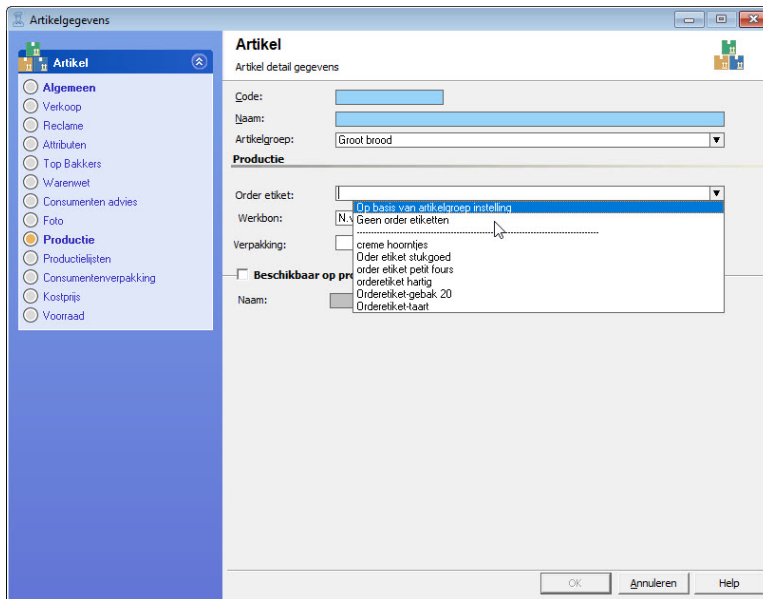 Artikelgegevens
Artikel
Algemeen
Verkoop
Reclame
Attributen
Top Bakkers
Warenwet
Consumenten advies
Foto
Productie
Productielijsten
Consumentenverpakking
Kostprijs
Voorraad
Artikel
Artikel detail gegevens
Code:
Naam:
Artikelgroep: Groot brood
Productie
Order etiket:
Op basis van artikelgroep instelling
Werkbon: N.v
Geen order etiketten
--------------------------------------------------------------------------------
Verpakking:
creme hoorntjes
Oder etiket stukgoed
order etiket petit fours
Beschikbaar op pro
orderetiket hartig
Orderetiket-gebak 20
Naam:
Orderetiket-taart
OK Annuleren Help